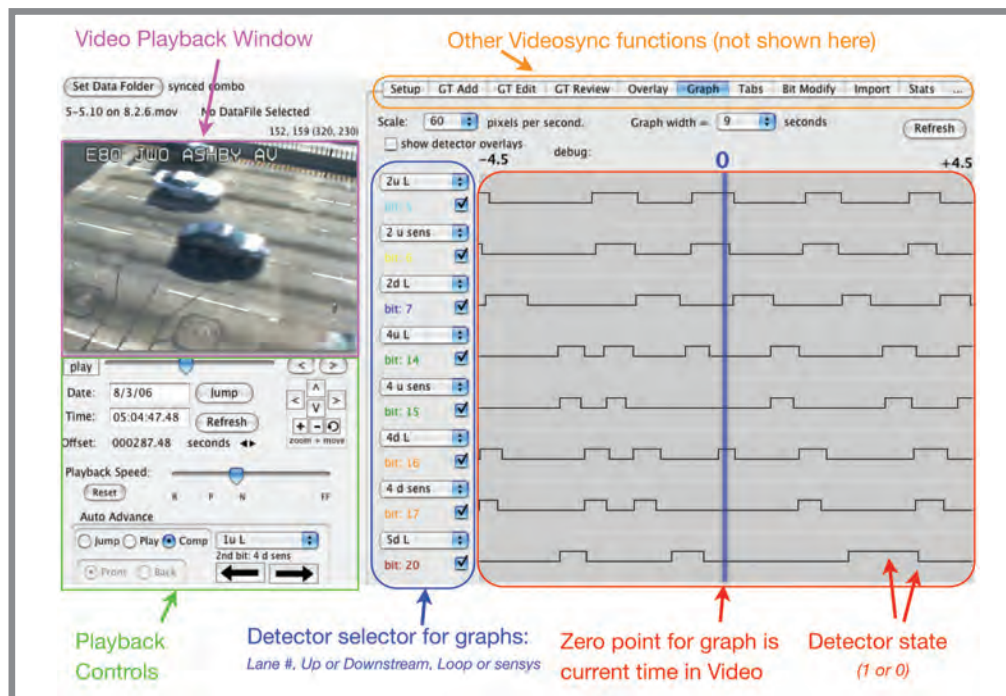 Video Playback Window
Other Videosync functions (not shown here)
Set Data Folder synced combo
5-5.10 on 8.2.6.mov No DataFile Selected
152, 159 (320, 230)
E80 JWO ASHBY AV
Setup GT Add GT Edit GT Review Overlay Graph Tabs Bit Modify Import Stats ...
Scale: 60 pixels per second. Graph width = 9 seconds
Refresh
show detector overlays
debug:
-4.5 0 +4.5
2u L
2 u sens
2d L
bit: 7
4u L
bit: 14
4 u sens
bit: 15
4d L
bit: 16
4 d sens
bit: 17
5d L
bit: 20
play < >
Date: 8/3/06 Jump
Time: 05:04:47.48 Refresh
Offset: 000287.48 seconds
< ^ v >
+ -
zoom + move
Playback Speed:
Reset
R P N FF
Auto Advance
Jump Play Comp 1u L
2nd bit: 4 d sens
Front Back
Playback Controls
Detector selector for graphs:
Lane #, Up or Downstream, Loop or sensys
Zero point for graph is
current time in Video
Detector state
(1 or 0)